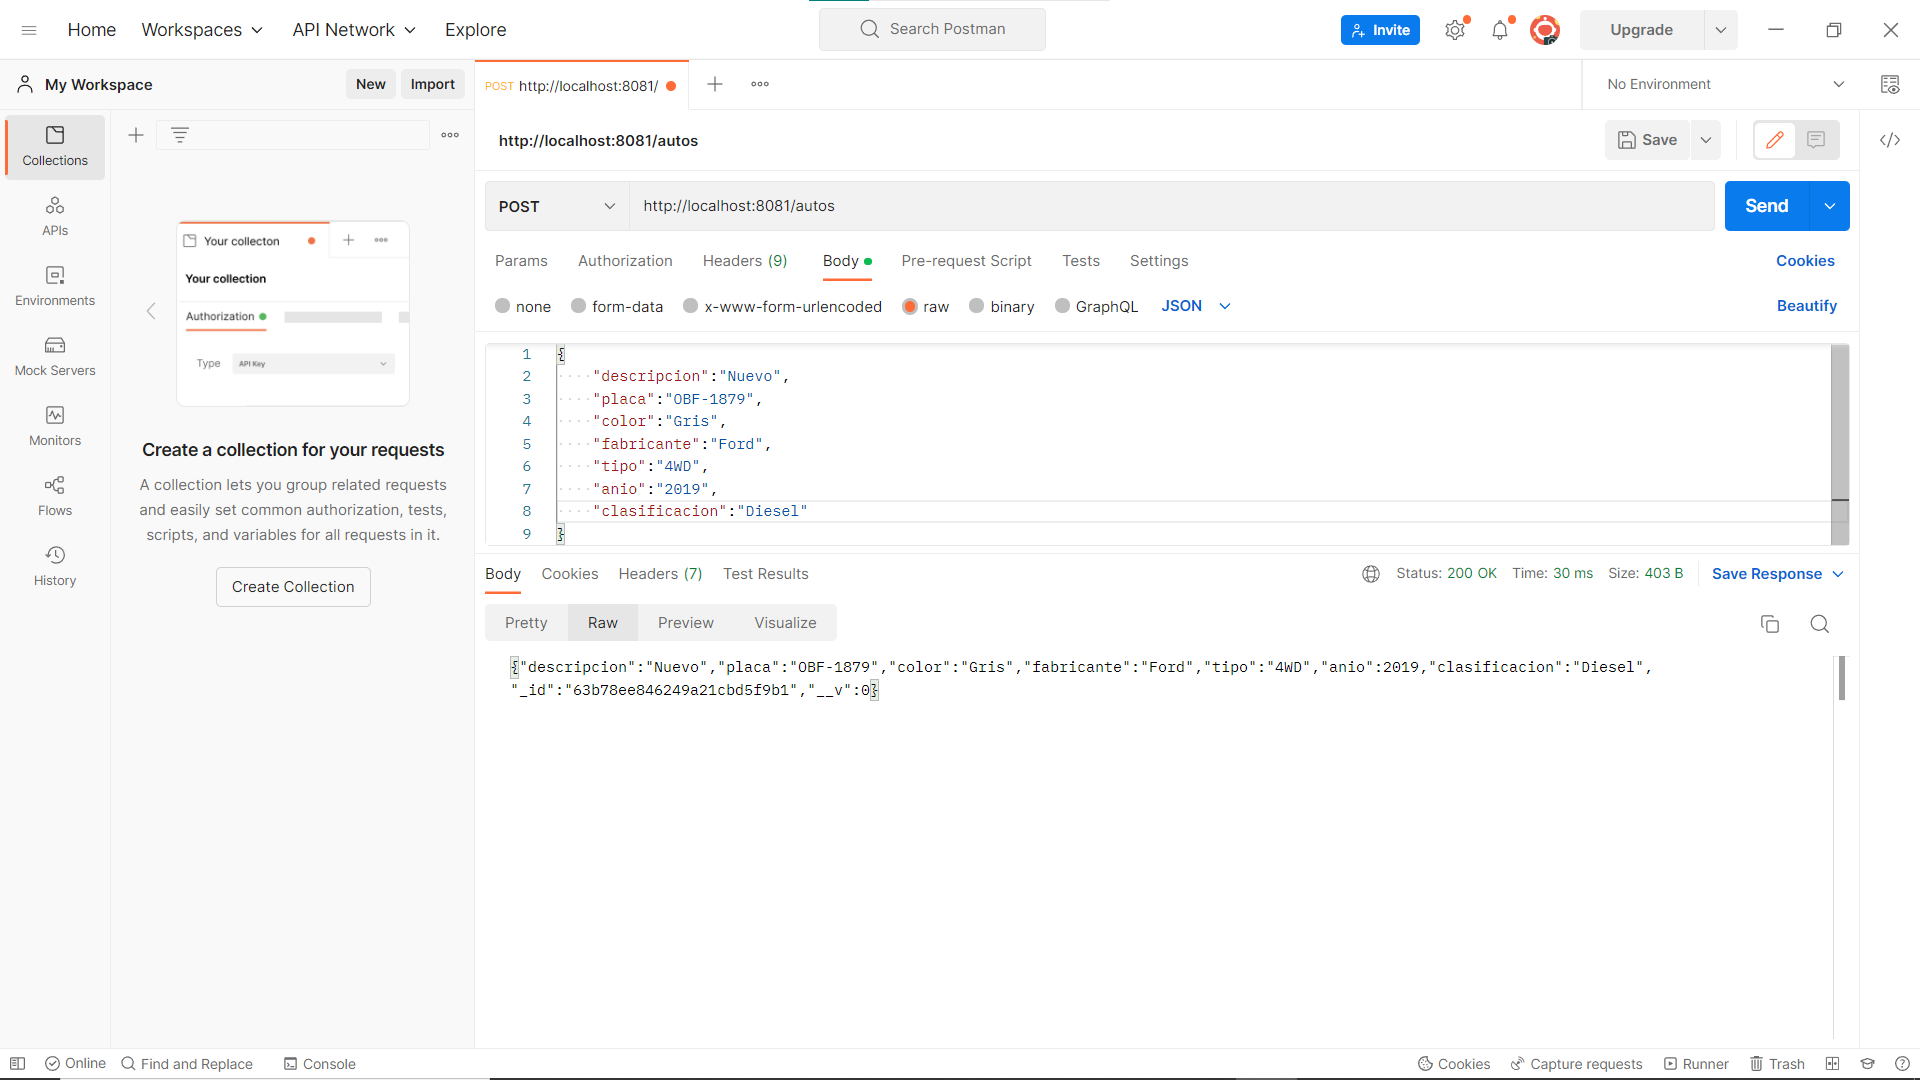 Home Workspaces API Network Explore Search Postman Invite Upgrade
My Workspace New Import POST http://localhost:8081/ No Environment
Collections
APIs
Environments
Mock Servers
Monitors
Flows
History
Your collecton
Your collection
Authorization
Type API Key
Create a collection for your requests
A collection lets you group related requests
and easily set common authorization, tests,
scripts, and variables for all requests in it.
Create Collection
http://localhost:8081/autos Save
POST http://localhost:8081/autos Send
Params Authorization Headers (9) Body Pre-request Script Tests Settings Cookies
none form-data x-www-form-urlencoded raw binary GraphQL JSON Beautify
1 {
2 "descripcion":"Nuevo",
3 "placa":"OBF-1879",
4 "color":"Gris",
5 "fabricante":"Ford",
6 "tipo":"4WD",
7 "anio":"2019",
8 "clasificacion":"Diesel"
9 }
Body Cookies Headers (7) Test Results Status: 200 OK Time: 30 ms Size: 403 B Save Response
Pretty Raw Preview Visualize
{"descripcion":"Nuevo","placa":"OBF-1879","color":"Gris","fabricante":"Ford","tipo":"4WD","anio":2019,"clasificacion":"Diesel",
"_id":"63b78ee846249a21cbd5f9b1","__v":0}
Online Find and Replace Console Cookies Capture requests Runner Trash